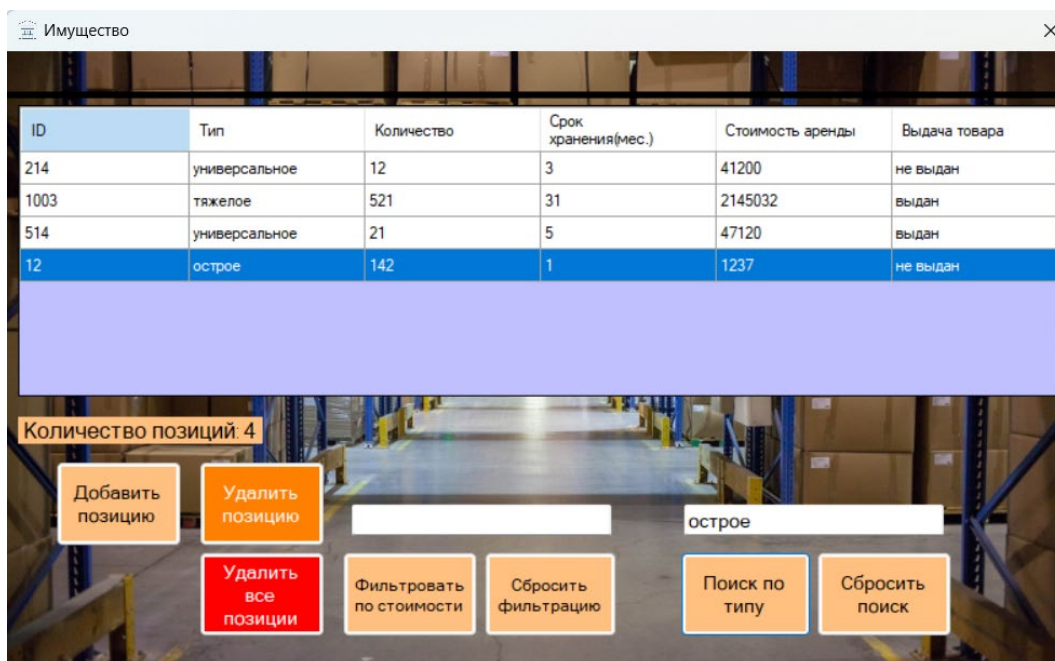 Имущество
ID Тип Количество Срок хранения(мес.) Стоимость аренды Выдача товара
214 универсальное 12 3 41200 не выдан
1003 тяжелое 521 31 2145032 выдан
514 универсальное 21 5 47120 выдан
12 острое 142 1 1237 не выдан
Количество позиций: 4
Добавить
позицию
Удалить
позицию
острое
Удалить
все
позиции
Фильтровать
по стоимости
Сбросить
фильтрацию
Поиск по
типу
Сбросить
поиск